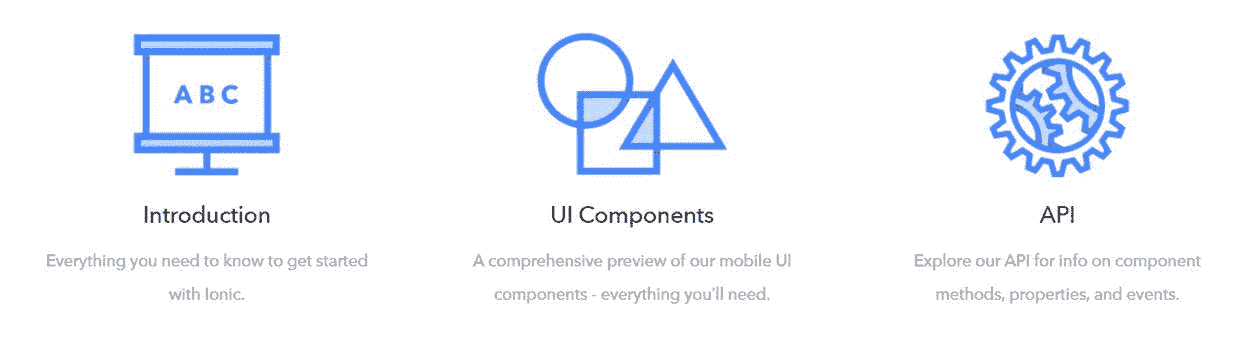 ABC
Introduction
Everything you need to know to get started
with Ionic.
UI Components
A comprehensive preview of our mobile UI
components - everything you'll need.
API
Explore our API for info on component
methods, properties, and events.